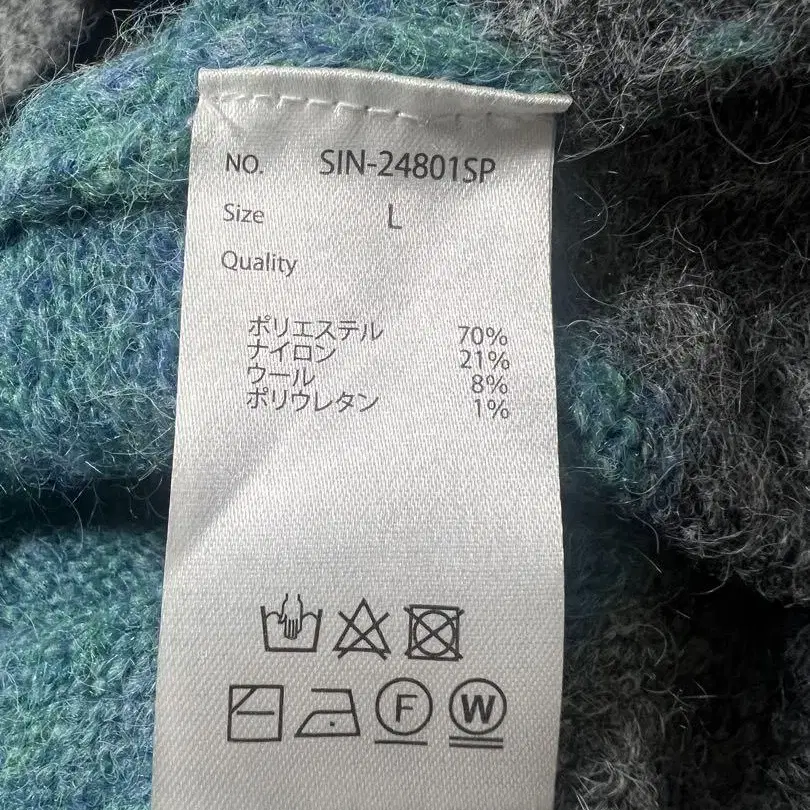 NO. SIN-24801SP
Size L
Quality
ポリエステル 70%
ナイロン 21%
ウール 8%
ポリウレタン 1%
F W